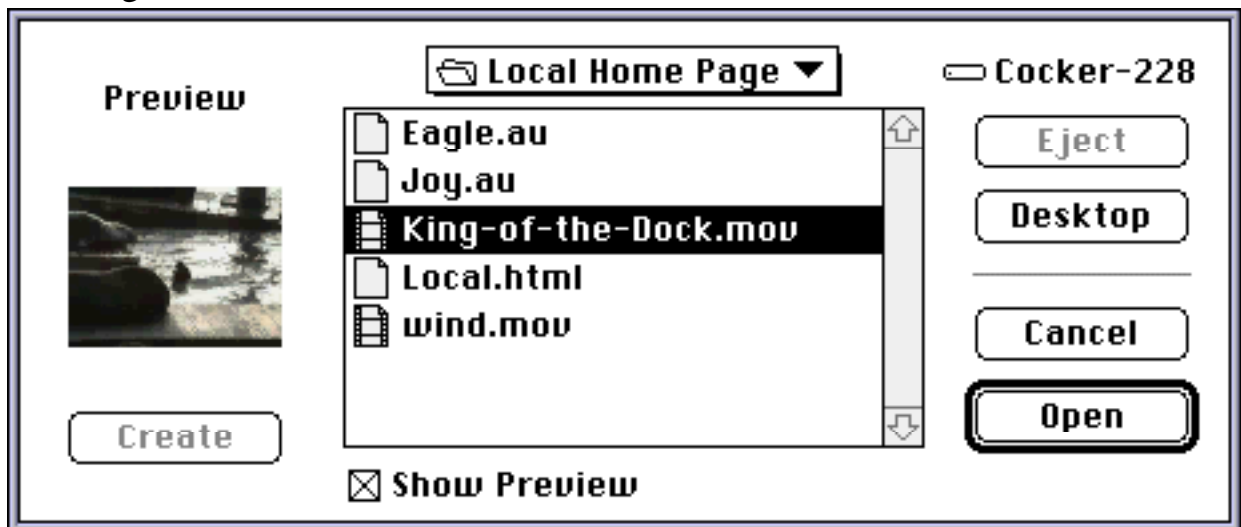 Preview
Local Home Page
Cocker-228
Eagle.au
Joy.au
King-of-the-Dock.mov
Local.html
wind.mov
Eject
Desktop
Cancel
Open
Create
Show Preview